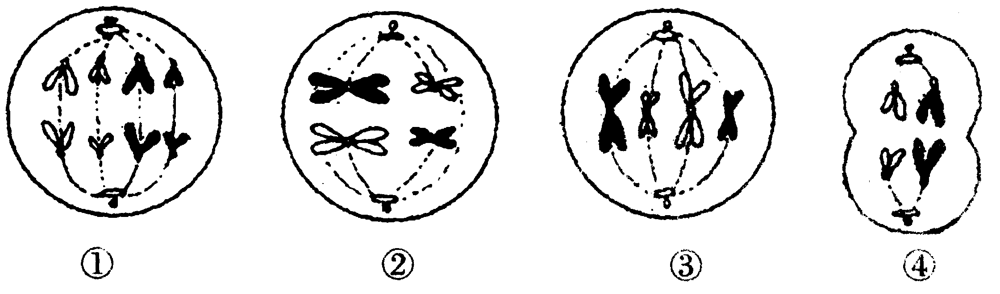 ① ② ③ ④